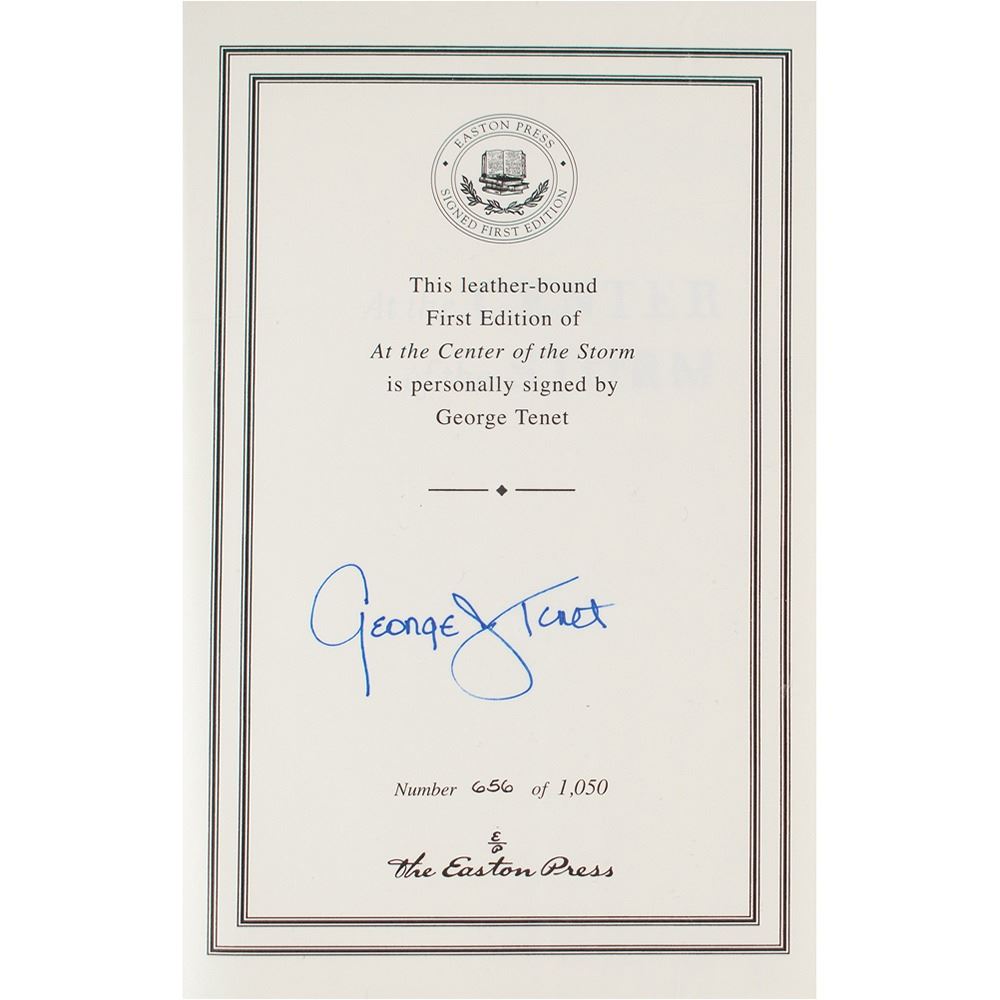 EASTON PRESS
SIGNED FIRST EDITION
This leather-bound
First Edition of
At the Center of the Storm
is personally signed by
George Tenet
George J Tenet
Number 656 of 1,050
E
P
The Easton Press